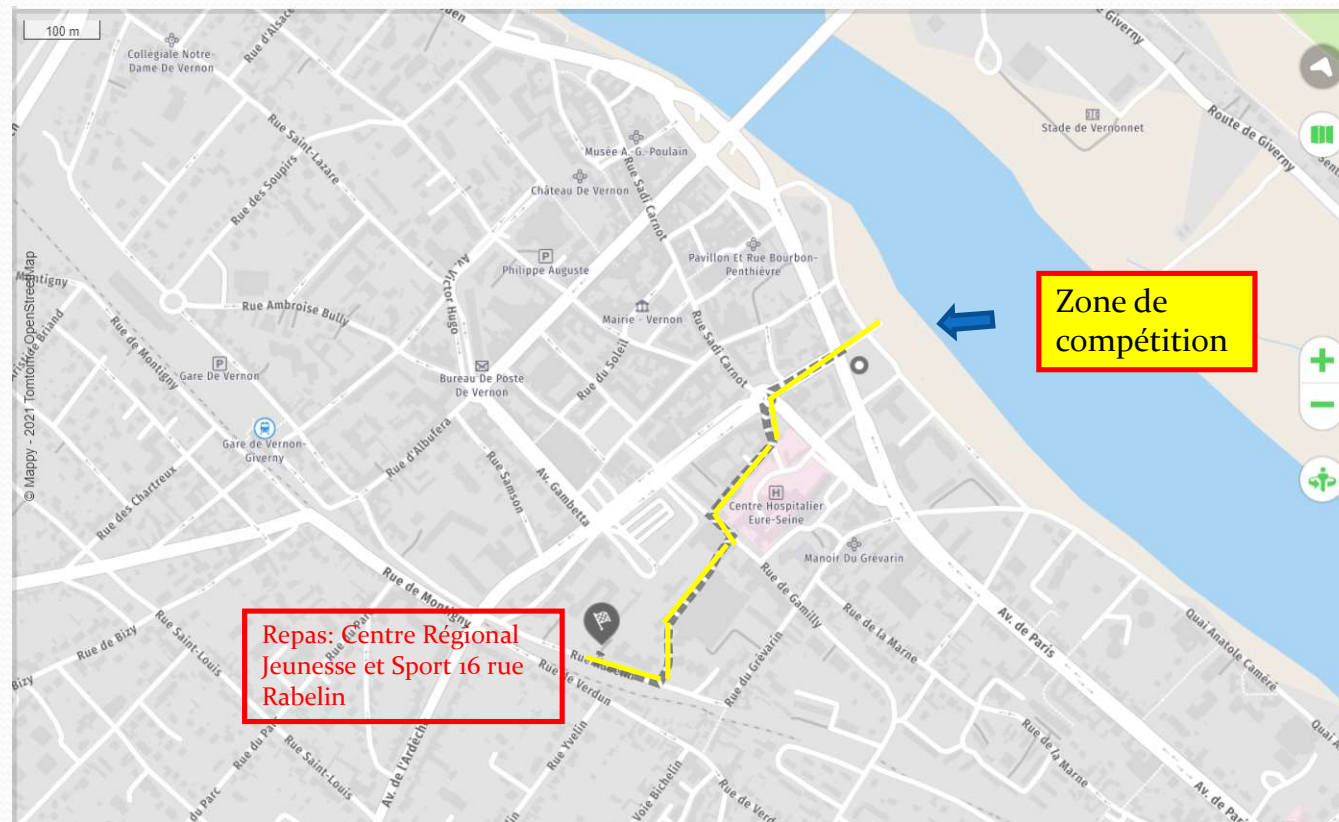 100 m
Collégiale Notre-
Dame De Vernon
Rue d'Alsace
Rue Saint-Lazare
Rue des Soupirs
Musée A.-G.-Poulain
Château De Vernon
Rue Sadi Carnot
P
Philippe Auguste
Av. Victor Hugo
Pavillon Et Rue Bourbon-
Penthièvre
Stade de Vernonnet
Giverny
Route de Giverny
Rue Ambroise Bully
Mairie - Vernon
Rue du Soleil
Rue Sadi Carnot
Zone de
compétition
Montigny
Rue de Montigny
P
Gare De Vernon
Bureau De Poste
De Vernon
Gare de Vernon-
Giverny
Rue d'Albufera
Rue Samson
Av. Gambetta
Rue des Chartreux
H
Centre Hospitalier
Eure-Seine
Manoir Du Grévarin
Rue de Gamilly
Rue de la Marne
Av. de Paris
Quai Anatole Caméré
Rue de Montigny
Rue de Bizy
Bizy
Rue Saint-Louis
Repas: Centre Régional
Jeunesse et Sport 16 rue
Rabelin
Rue de Verdun
Rue du Grévarin
Rue du Parc
Rue Saint-Louis
Av. de l'Ardèche
Rue Yvelin
Voie Bichelin
Rue de la Marne
© Mappy - 2021 TomTom, OpenStreetMap